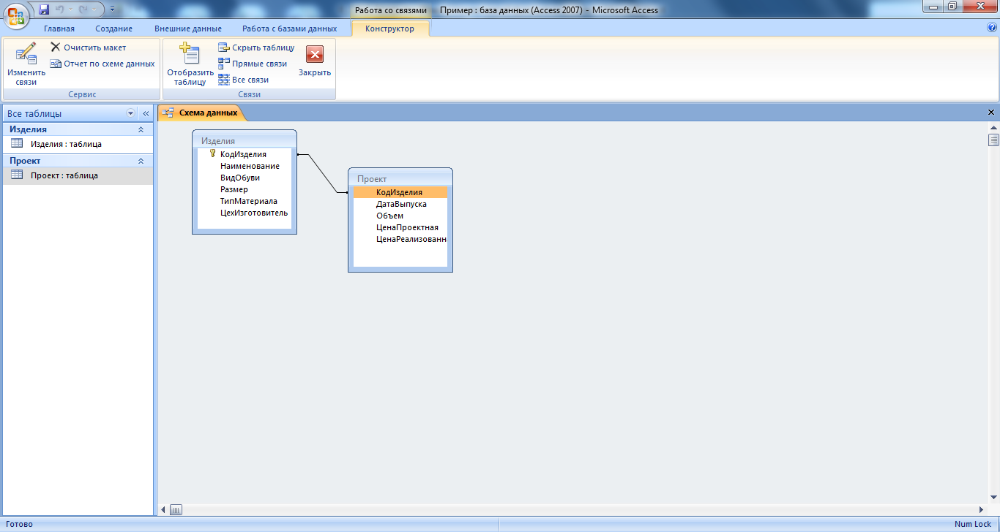 Работа со связями Пример : база данных (Access 2007) - Microsoft Access
Главная Создание Внешние данные Работа с базами данных Конструктор
Изменить связи
Очистить макет
Отчет по схеме данных
Сервис
Отобразить таблицу
Скрыть таблицу
Прямые связи
Все связи
Закрыть
Связи
Все таблицы
Изделия
Изделия : таблица
Проект
Проект : таблица
Схема данных
Изделия
КодИзделия
Наименование
ВидОбуви
Размер
ТипМатериала
ЦехИзготовитель
Проект
КодИзделия
ДатаВыпуска
Объем
ЦенаПроектная
ЦенаРеализованн
Готово
Num Lock